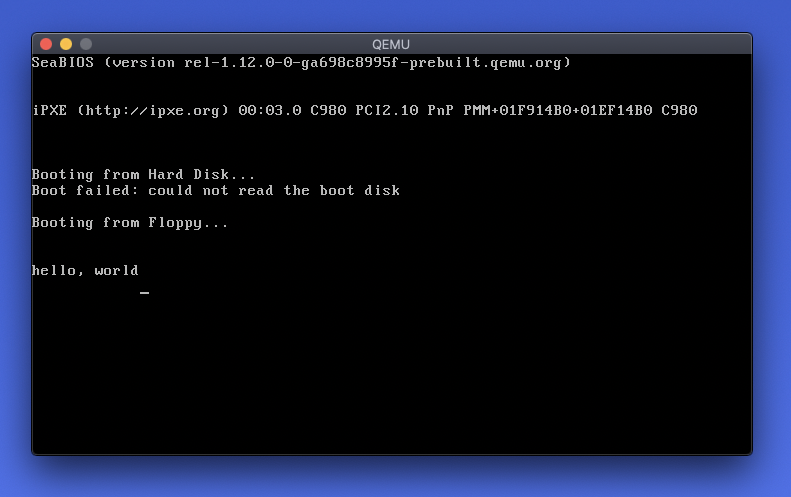 QEMU
SeaBIOS (version rel-1.12.0-0-ga698c8995f-prebuilt.qemu.org)
iPXE (http://ipxe.org) 00:03.0 C980 PCI2.10 PnP PMM+01F914B0+01EF14B0 C980
Booting from Hard Disk...
Boot failed: could not read the boot disk
Booting from Floppy...
hello, world
_